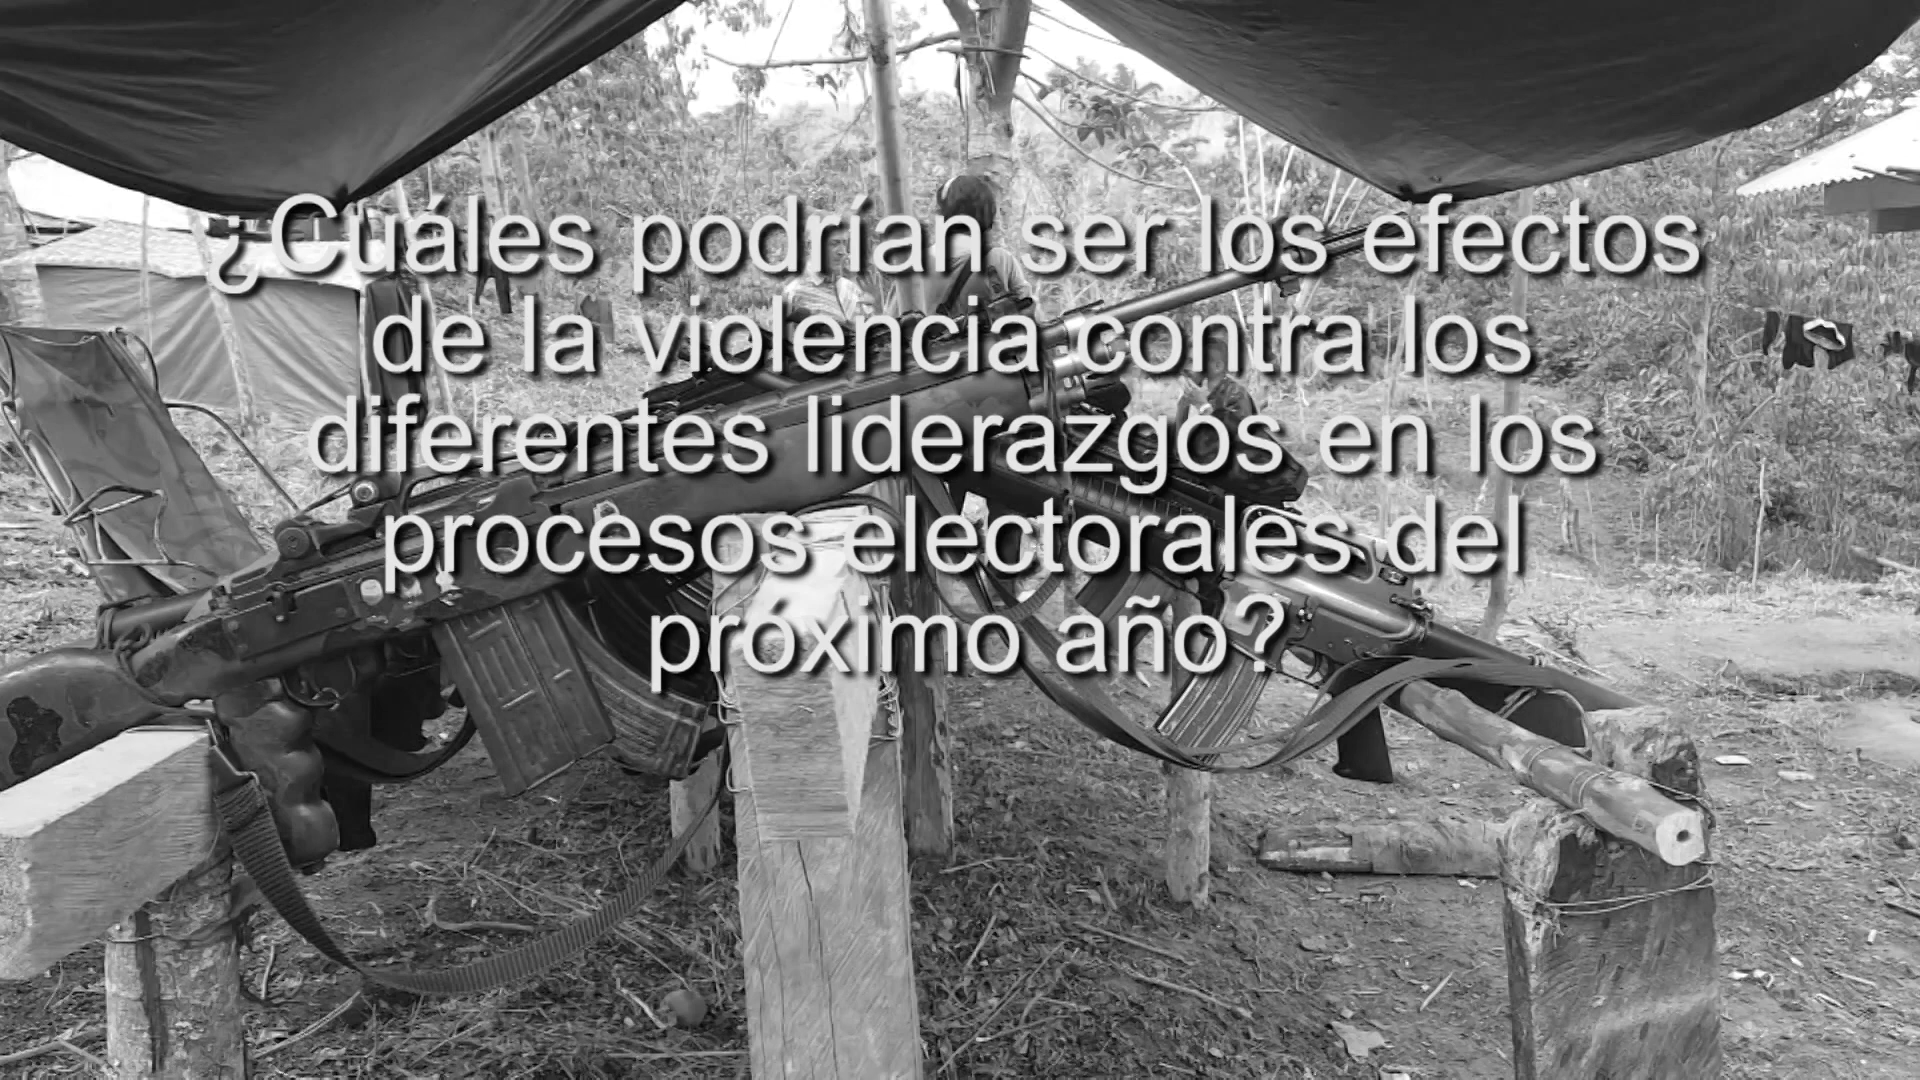 ¿Cuáles podrían ser los efectos
de la violencia contra los
diferentes liderazgos en los
procesos electorales del
próximo año?